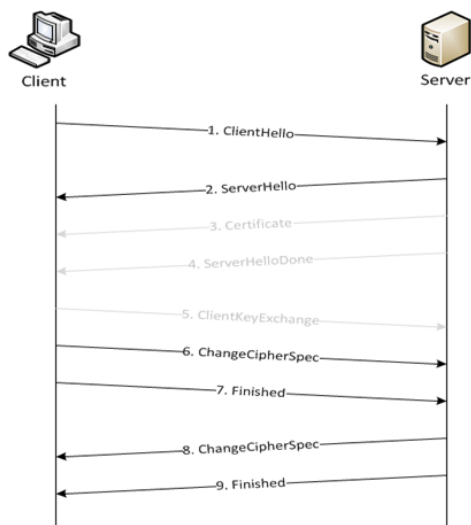 Client
Server
1. ClientHello
2. ServerHello
3. Certificate
4. ServerHelloDone
5. ClientKeyExchange
6. ChangeCipherSpec
7. Finished
8. ChangeCipherSpec
9. Finished